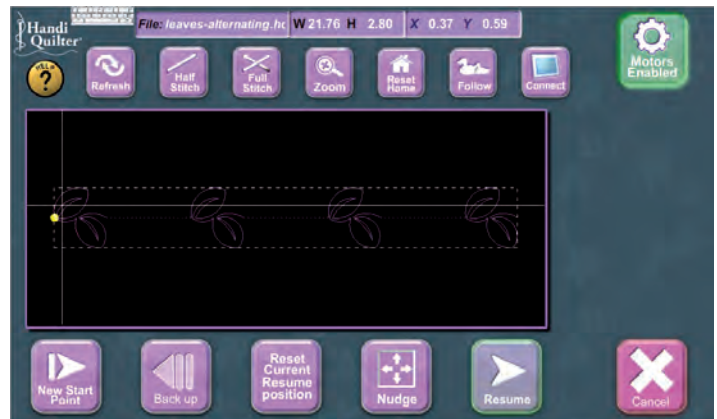 Handi
Quilter
File: leaves-alternating.hc W 21.76 H 2.80 X 0.37 Y 0.59
Motors
Enabled
HELP
?
Refresh
Half
Stitch
Full
Stitch
Zoom
Reset
Home
Follow
Connect
New Start
Point
Back up
Reset
Current
Resume
position
Nudge
Resume
Cancel